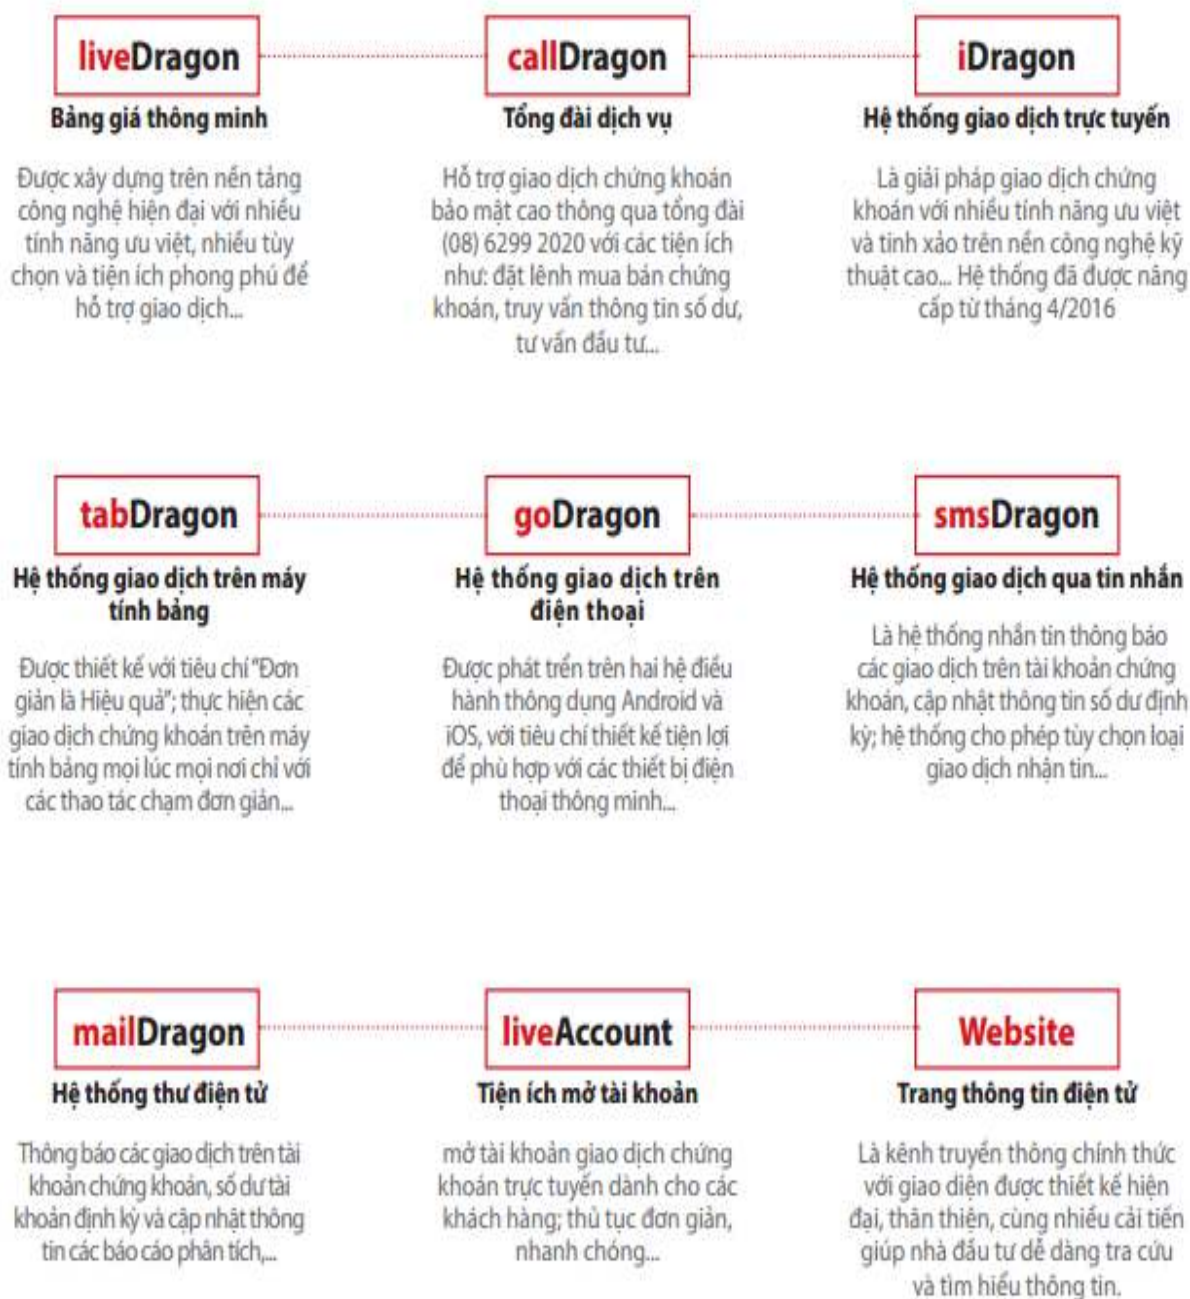 liveDragon
Bảng giá thông minh
Được xây dựng trên nền tảng
công nghệ hiện đại với nhiều
tính năng ưu việt, nhiều tùy
chọn và tiện ích phong phú để
hỗ trợ giao dịch...
callDragon
Tổng đài dịch vụ
Hỗ trợ giao dịch chứng khoán
bảo mật cao thông qua tổng đài
(08) 6299 2020 với các tiện ích
như: đặt lệnh mua bán chứng
khoán, truy vấn thông tin số dư,
tư vấn đầu tư...
iDragon
Hệ thống giao dịch trực tuyến
Là giải pháp giao dịch chứng
khoán với nhiều tính năng ưu việt
và tinh xảo trên nền công nghệ kỹ
thuật cao... Hệ thống đã được nâng
cấp từ tháng 4/2016
tabDragon
Hệ thống giao dịch trên máy
tính bảng
Được thiết kế với tiêu chí "Đơn
giản là Hiệu quả"; thực hiện các
giao dịch chứng khoán trên máy
tính bảng mọi lúc mọi nơi chỉ với
các thao tác chạm đơn giản...
goDragon
Hệ thống giao dịch trên
điện thoại
Được phát trển trên hai hệ điều
hành thông dụng Android và
iOS, với tiêu chí thiết kế tiện lợi
để phù hợp với các thiết bị điện
thoại thông minh...
smsDragon
Hệ thống giao dịch qua tin nhắn
Là hệ thống nhắn tin thông báo
các giao dịch trên tài khoản chứng
khoán, cập nhật thông tin số dư định
kỳ; hệ thống cho phép tùy chọn loại
giao dịch nhận tin...
mailDragon
Hệ thống thư điện tử
Thông báo các giao dịch trên tài
khoản chứng khoán, số dư tài
khoản định kỳ và cập nhật thông
tin các báo cáo phân tích,...
liveAccount
Tiện ích mở tài khoản
mở tài khoản giao dịch chứng
khoán trực tuyến dành cho các
khách hàng; thủ tục đơn giản,
nhanh chóng...
Website
Trang thông tin điện tử
Là kênh truyền thông chính thức
với giao diện được thiết kế hiện
đại, thân thiện, cùng nhiều cải tiến
giúp nhà đầu tư dễ dàng tra cứu
và tìm hiểu thông tin.